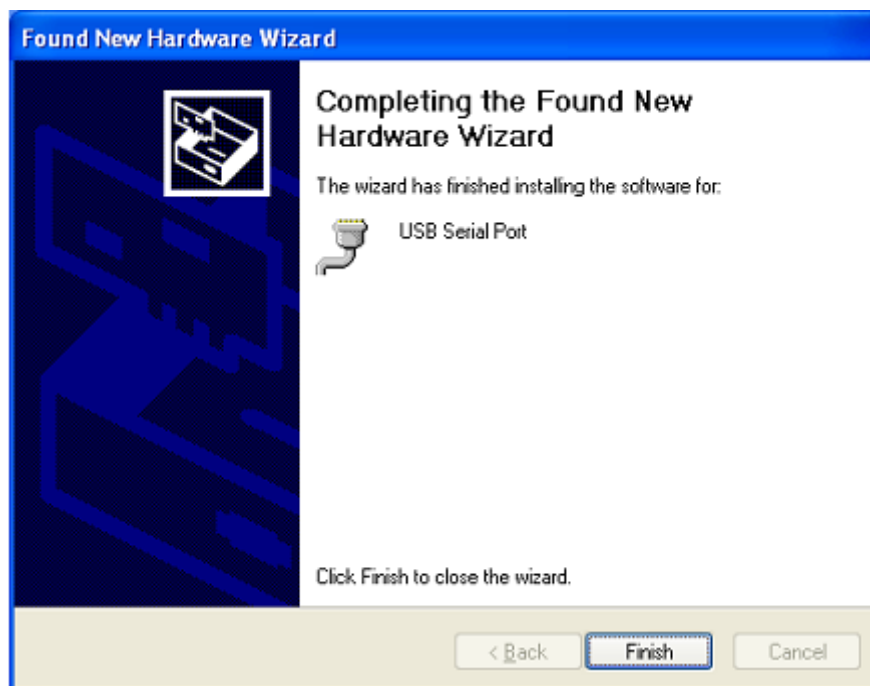 Found New Hardware Wizard
Completing the Found New
Hardware Wizard
The wizard has finished installing the software for:
USB Serial Port
Click Finish to close the wizard.
< Back Finish Cancel